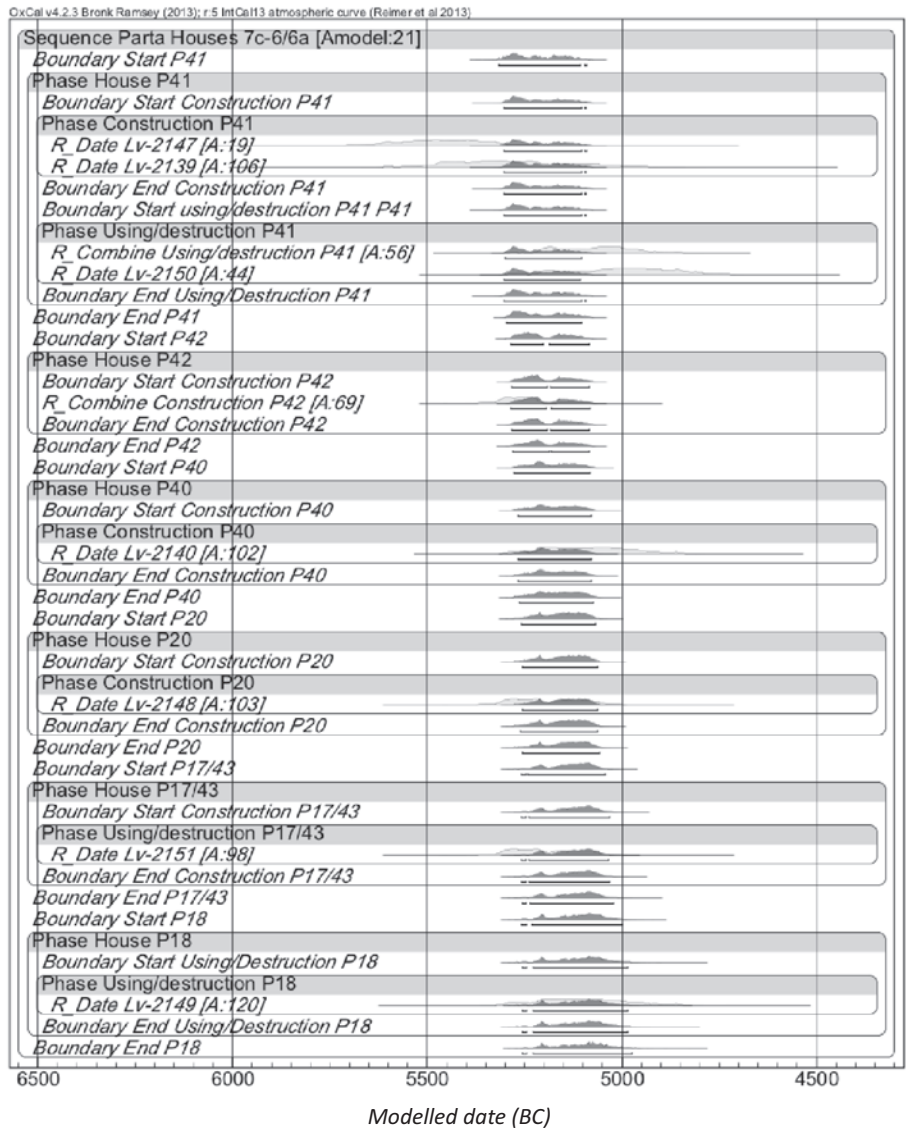 OxCal v4.2.3 Bronk Ramsey (2013); r:5 IntCal13 atmospheric curve (Reimer et al 2013)
Sequence Parta Houses 7c-6/6a [Amodel:21]
Boundary Start P41
Phase House P41
Boundary Start Construction P41
Phase Construction P41
R_Date Lv-2147 [A:19]
R_Date Lv-2139 [A:106]
Boundary End Construction P41
Boundary Start using/destruction P41 P41
Phase Using/destruction P41
R_Combine Using/destruction P41 [A:56]
R_Date Lv-2150 [A:44]
Boundary End Using/Destruction P41
Boundary End P41
Boundary Start P42
Phase House P42
Boundary Start Construction P42
R_Combine Construction P42 [A:69]
Boundary End Construction P42
Boundary End P42
Boundary Start P40
Phase House P40
Boundary Start Construction P40
Phase Construction P40
R_Date Lv-2140 [A:102]
Boundary End Construction P40
Boundary End P40
Boundary Start P20
Phase House P20
Boundary Start Construction P20
Phase Construction P20
R_Date Lv-2148 [A:103]
Boundary End Construction P20
Boundary End P20
Boundary Start P17/43
Phase House P17/43
Boundary Start Construction P17/43
Phase Using/destruction P17/43
R_Date Lv-2151 [A:98]
Boundary End Construction P17/43
Boundary End P17/43
Boundary Start P18
Phase House P18
Boundary Start Using/Destruction P18
Phase Using/destruction P18
R_Date Lv-2149 [A:120]
Boundary End Using/Destruction P18
Boundary End P18
6500 6000 5500 5000 4500
Modelled date (BC)